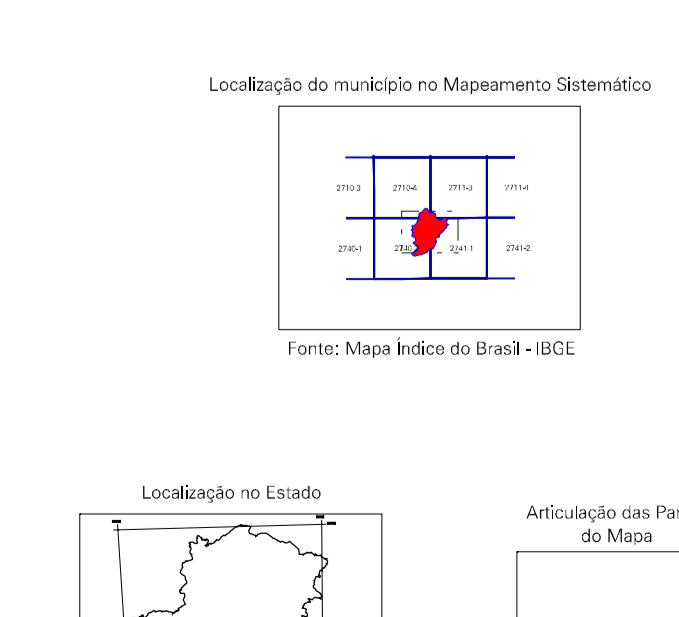 Localização do município no Mapeamento Sistemático
2710-3 2710-4 2711-3 2711-4
2740-1 2740 2741-1 2741-2
Fonte: Mapa Índice do Brasil - IBGE
Localização no Estado
Articulação das Par
do Mapa